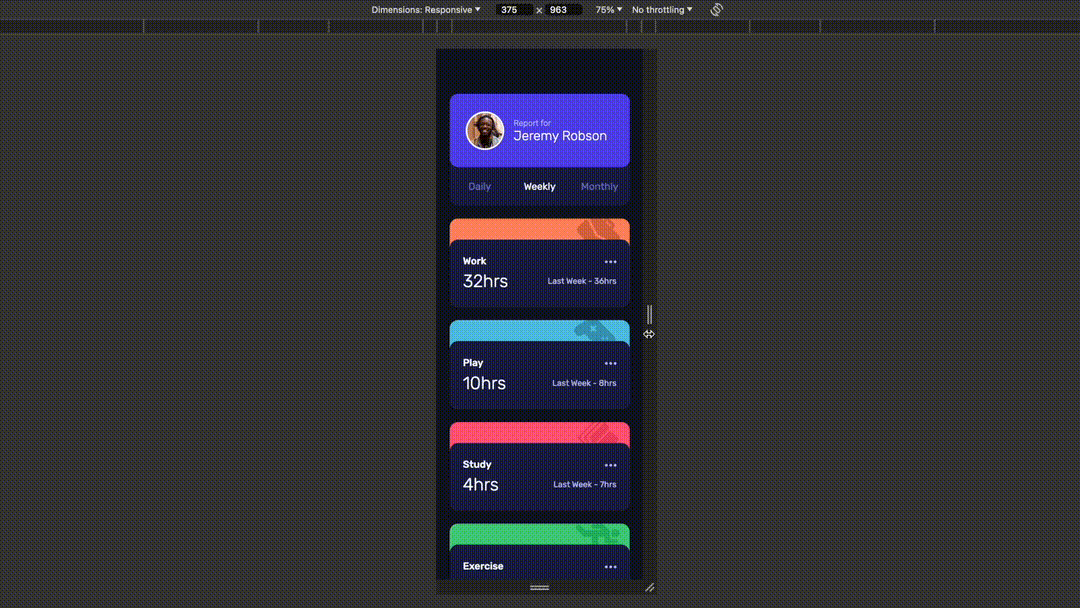 Dimensions: Responsive 375 × 963 75% No throttling
Report for
Jeremy Robson
Daily Weekly Monthly
Work
32hrs Last Week - 36hrs
Play
10hrs Last Week - 8hrs
Study
4hrs Last Week - 7hrs
Exercise